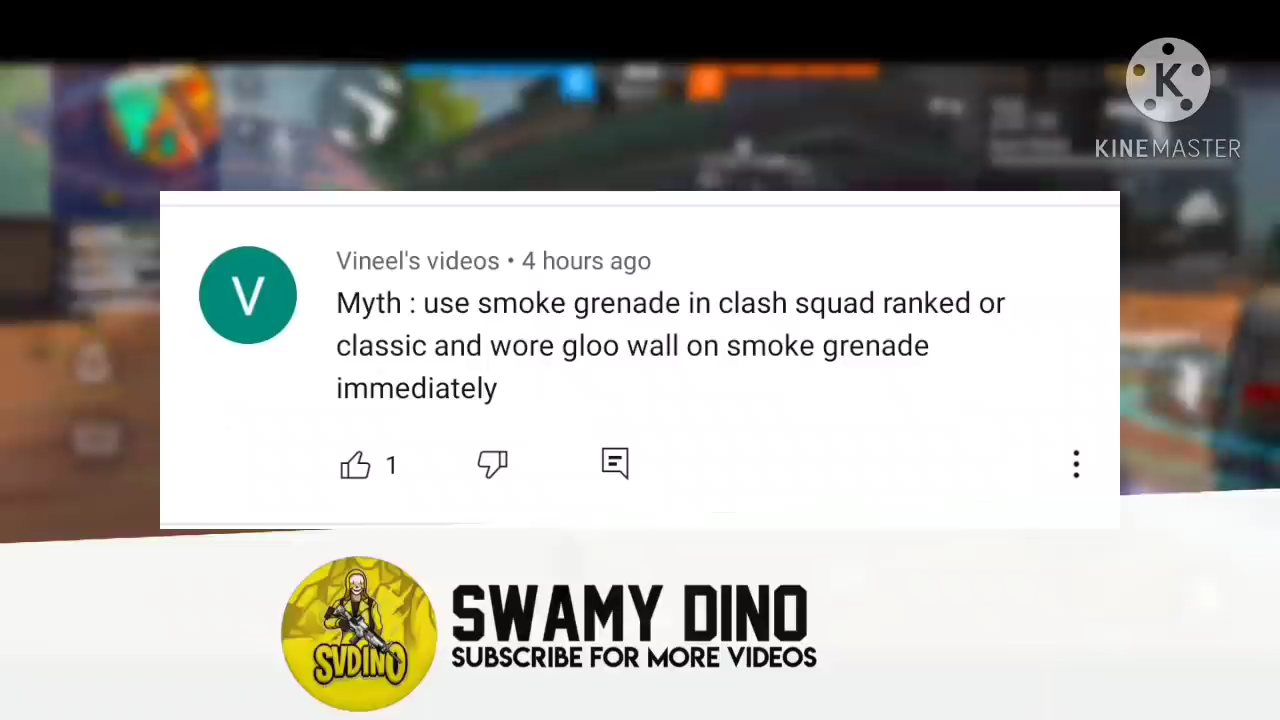 K
KINEMASTER
V
Vineel's videos • 4 hours ago
Myth : use smoke grenade in clash squad ranked or
classic and wore gloo wall on smoke grenade
immediately
1
SVDINO
SWAMY DINO
SUBSCRIBE FOR MORE VIDEOS